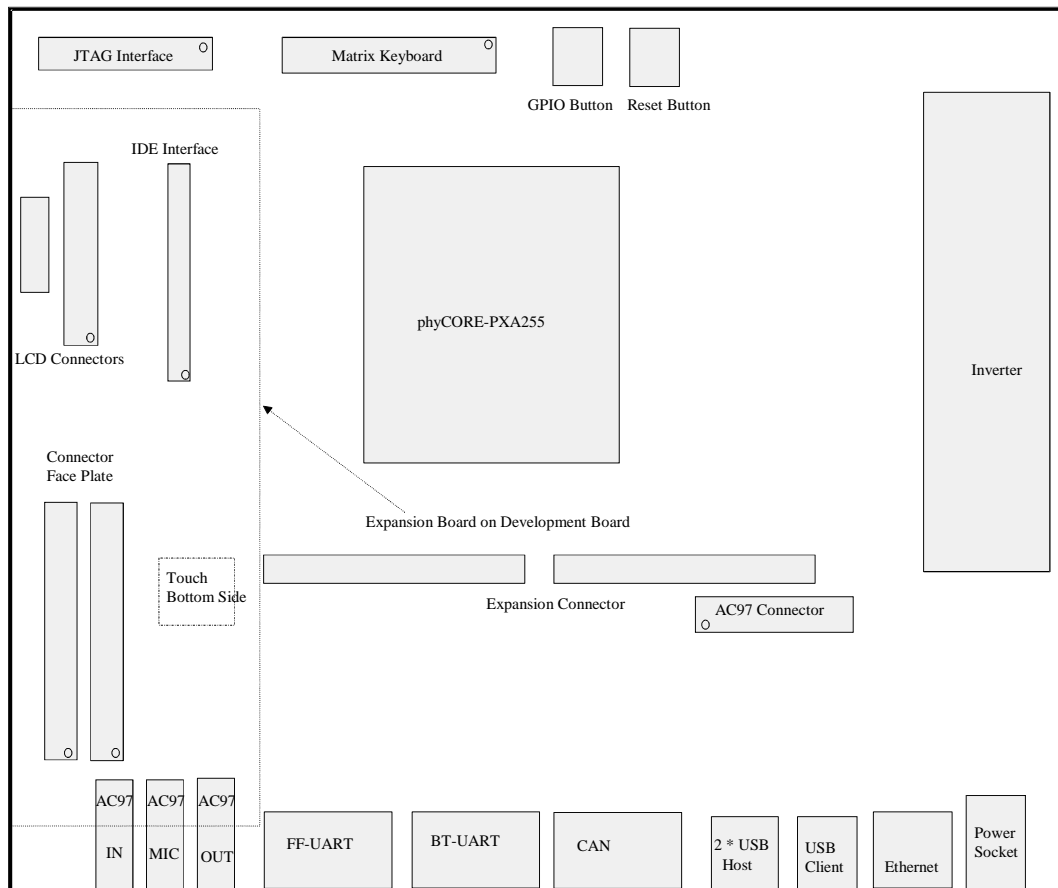 JTAG Interface
Matrix Keyboard
GPIO Button
Reset Button
IDE Interface
phyCORE-PXA255
LCD Connectors
Inverter
Connector
Face Plate
Expansion Board on Development Board
Touch
Bottom Side
Expansion Connector
AC97 Connector
AC97
IN
AC97
MIC
AC97
OUT
FF-UART
BT-UART
CAN
2 * USB
Host
USB
Client
Ethernet
Power
Socket